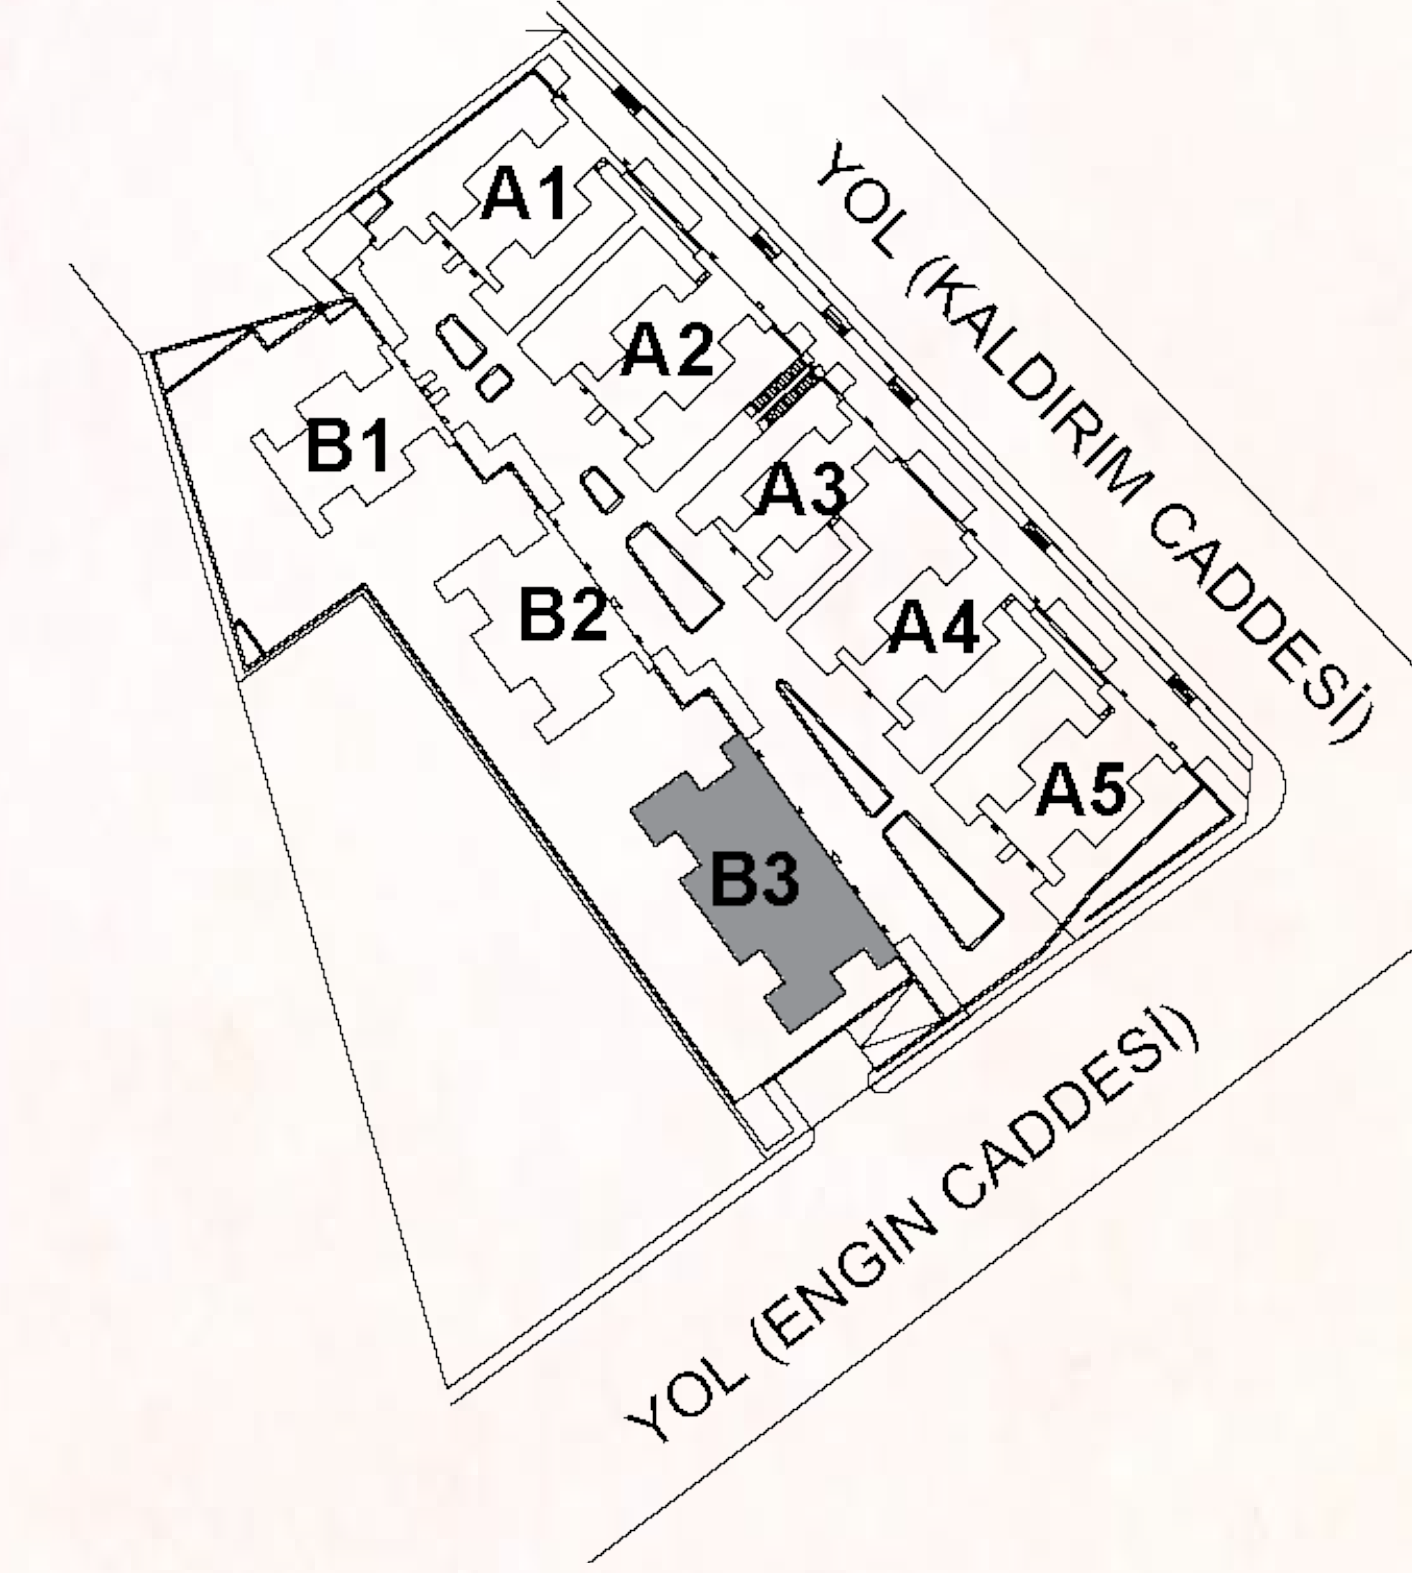 A1
YOL (KALDIRIM CADDESİ)
A2
B1
A3
B2
A4
A5
B3
YOL (ENGİN CADDESİ)